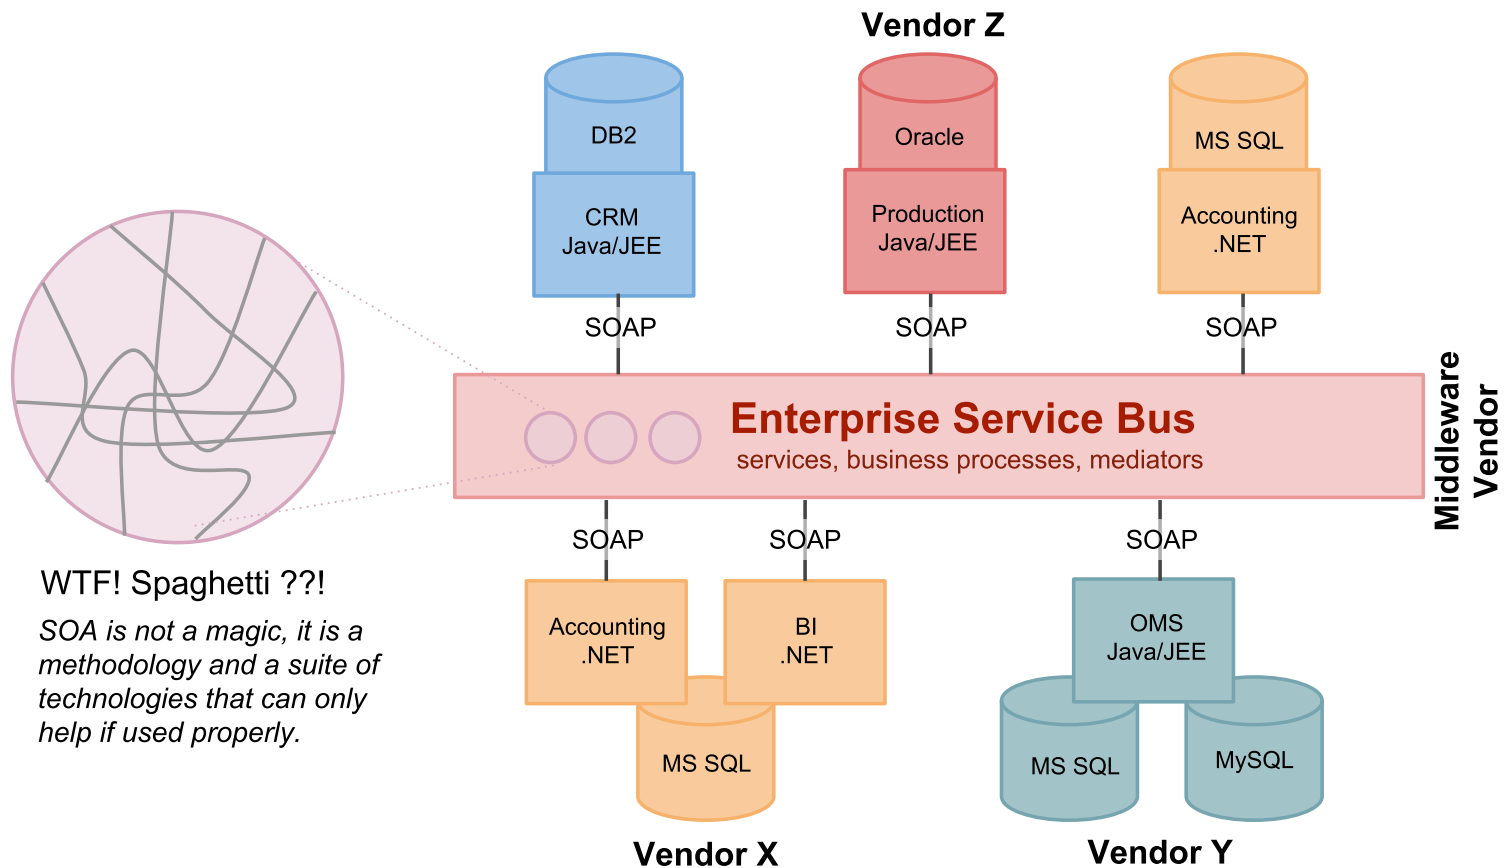 Vendor Z
DB2
Oracle
MS SQL
CRM
Java/JEE
Production
Java/JEE
Accounting
.NET
SOAP
SOAP
SOAP
Enterprise Service Bus
services, business processes, mediators
Middleware
Vendor
SOAP
SOAP
SOAP
WTF! Spaghetti ??!
SOA is not a magic, it is a
methodology and a suite of
technologies that can only
help if used properly.
Accounting
.NET
BI
.NET
OMS
Java/JEE
MS SQL
MS SQL
MySQL
Vendor X
Vendor Y